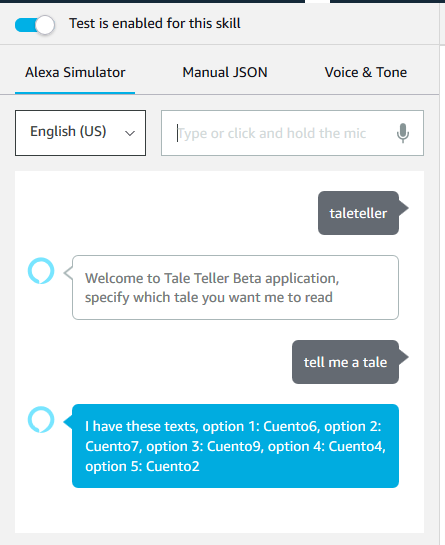 Test is enabled for this skill
Alexa Simulator Manual JSON Voice & Tone
English (US) Type or click and hold the mic
taleteller
Welcome to Tale Teller Beta application,
specify which tale you want me to read
tell me a tale
I have these texts, option 1: Cuento6, option 2:
Cuento7, option 3: Cuento9, option 4: Cuento4,
option 5: Cuento2